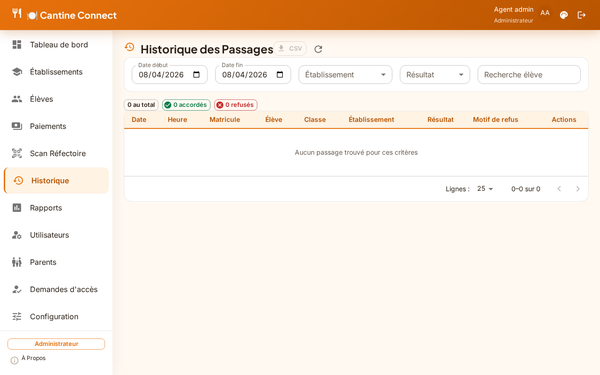 🍽️ Cantine Connect
Agent admin
Administrateur
AA
Tableau de bord
Établissements
Élèves
Paiements
Scan Réfectoire
Historique
Rapports
Utilisateurs
Parents
Demandes d'accès
Configuration
Administrateur
À Propos
Historique des Passages
CSV
Date début
08/04/2026
Date fin
08/04/2026
Établissement
Résultat
Recherche élève
0 au total
0 accordés
0 refusés
Date Heure Matricule Élève Classe Établissement Résultat Motif de refus Actions
Aucun passage trouvé pour ces critères
Lignes : 25 0–0 sur 0